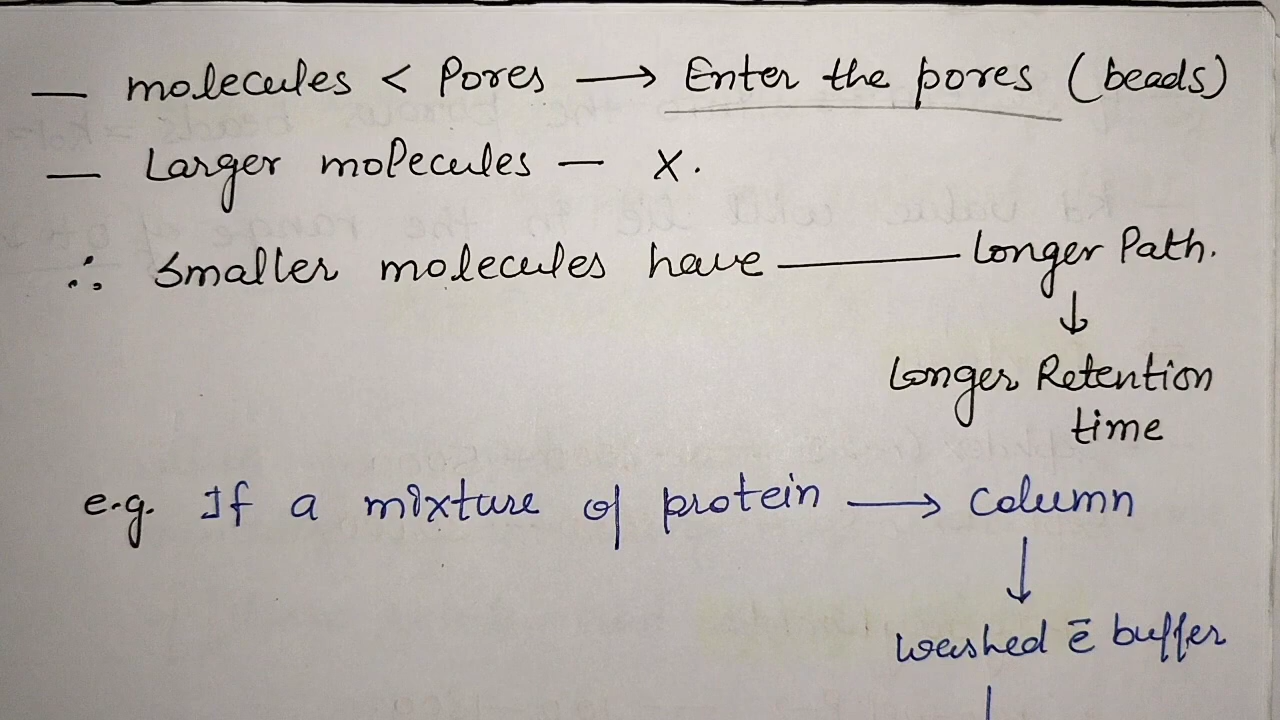 — molecules < Pores → Enter the pores (beads)
— Larger molecules — X.
∴ Smaller molecules have —— Longer Path.
↓
Longer Retention
time
e.g. If a mixture of protein → Column
↓
washed ē buffer